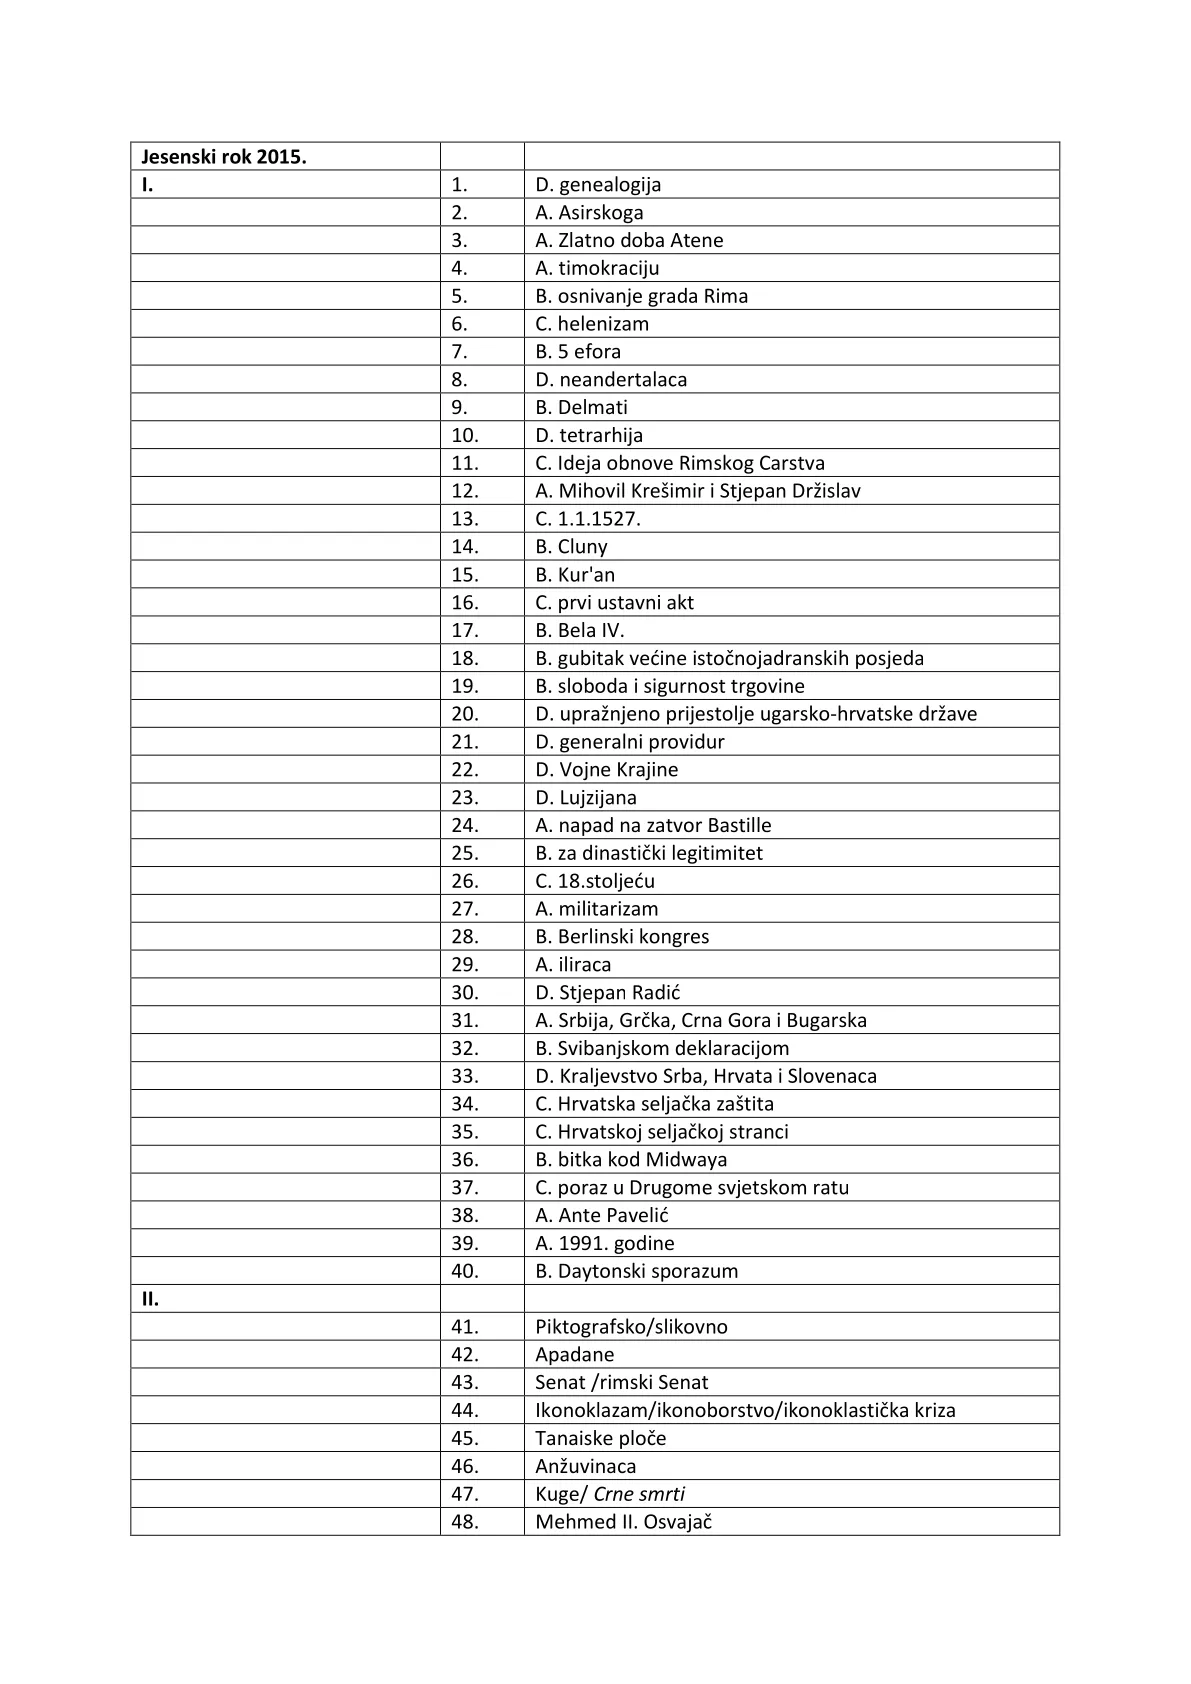 Jesenski rok 2015.
I. 1. D. genealogija
2. A. Asirskoga
3. A. Zlatno doba Atene
4. A. timokraciju
5. B. osnivanje grada Rima
6. C. helenizam
7. B. 5 efora
8. D. neandertalaca
9. B. Delmati
10. D. tetrarhija
11. C. Ideja obnove Rimskog Carstva
12. A. Mihovil Krešimir i Stjepan Držislav
13. C. 1.1.1527.
14. B. Cluny
15. B. Kur'an
16. C. prvi ustavni akt
17. B. Bela IV.
18. B. gubitak većine istočnojadranskih posjeda
19. B. sloboda i sigurnost trgovine
20. D. upražnjeno prijestolje ugarsko-hrvatske države
21. D. generalni providur
22. D. Vojne Krajine
23. D. Lujzijana
24. A. napad na zatvor Bastille
25. B. za dinastički legitimitet
26. C. 18.stoljeću
27. A. militarizam
28. B. Berlinski kongres
29. A. iliraca
30. D. Stjepan Radić
31. A. Srbija, Grčka, Crna Gora i Bugarska
32. B. Svibanjskom deklaracijom
33. D. Kraljevstvo Srba, Hrvata i Slovenaca
34. C. Hrvatska seljačka zaštita
35. C. Hrvatskoj seljačkoj stranci
36. B. bitka kod Midwaya
37. C. poraz u Drugome svjetskom ratu
38. A. Ante Pavelić
39. A. 1991. godine
40. B. Daytonski sporazum
II.
41. Piktografsko/slikovno
42. Apadane
43. Senat /rimski Senat
44. Ikonoklazam/ikonoborstvo/ikonoklastička kriza
45. Tanaiske ploče
46. Anžuvinaca
47. Kuge/ Crne smrti
48. Mehmed II. Osvajač